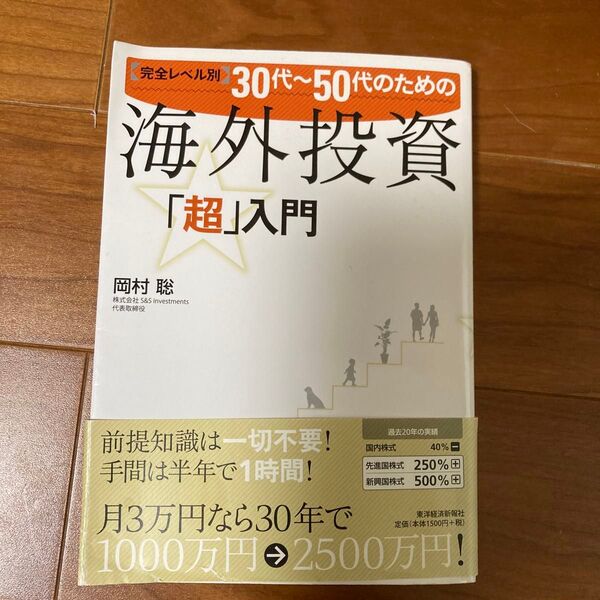 【完全レベル別】30代~50代のための
海外投資
「超」入門
岡村 聡
株式会社 S&S Investments
代表取締役
前提知識は一切不要!
手間は半年で1時間!
月3万円なら30年で
1000万円→2500万円!
過去20年の実績
国内株式 40%−
先進国株式 250%+
新興国株式 500%+
東洋経済新報社
定価(本体1500円+税)